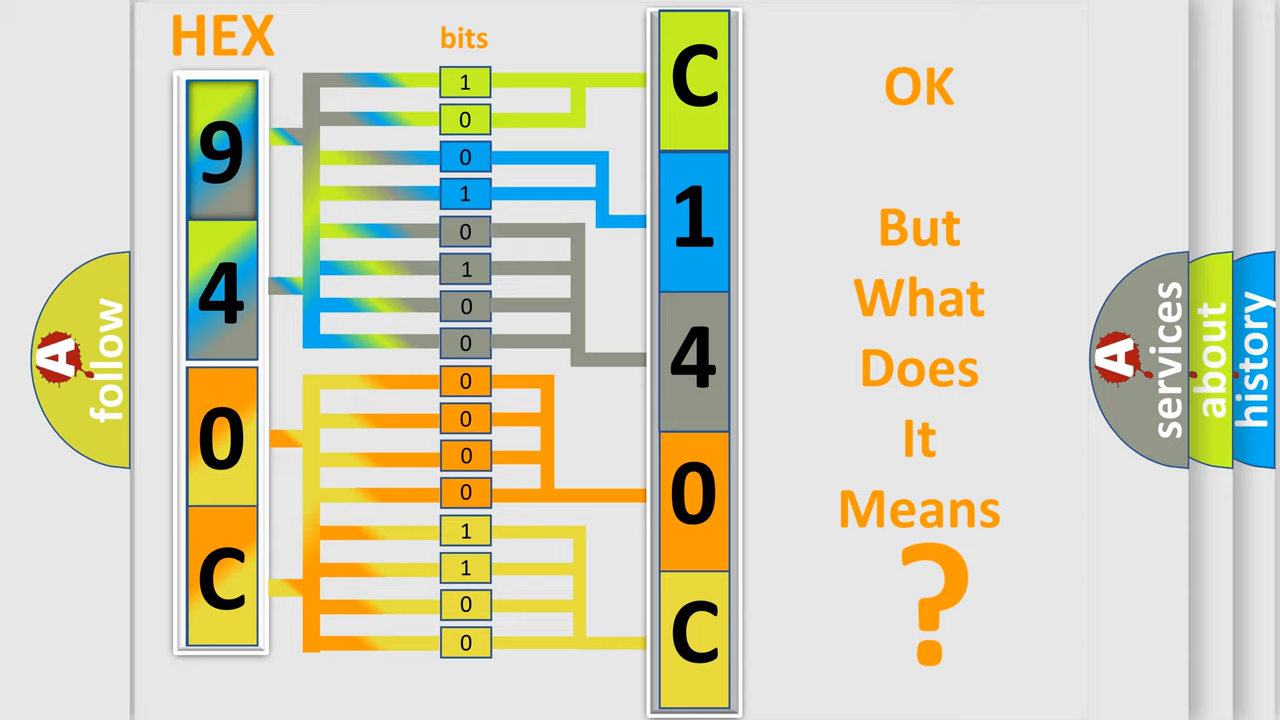 HEX
bits
9
4
0
C
1
0
0
1
0
1
0
0
0
0
0
0
1
1
0
0
C
1
4
0
C
OK
But
What
Does
It
Means
?
A
follow
A
services
about
history